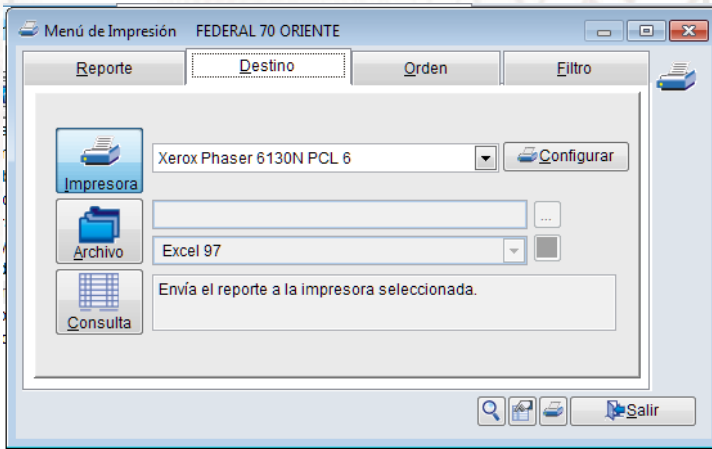 Menú de Impresión FEDERAL 70 ORIENTE
Reporte Destino Orden Filtro
Xerox Phaser 6130N PCL 6 Configurar
Impresora
...
Archivo Excel 97
Envía el reporte a la impresora seleccionada.
Consulta
Salir